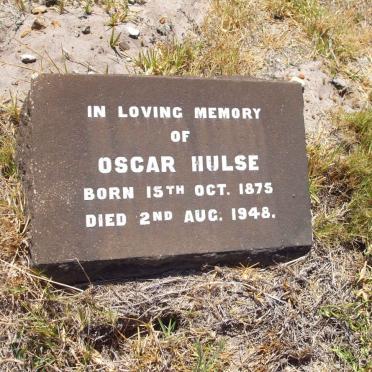 IN LOVING MEMORY
OF
OSCAR HULSE
BORN 15TH OCT. 1875
DIED 2ND AUG. 1948.